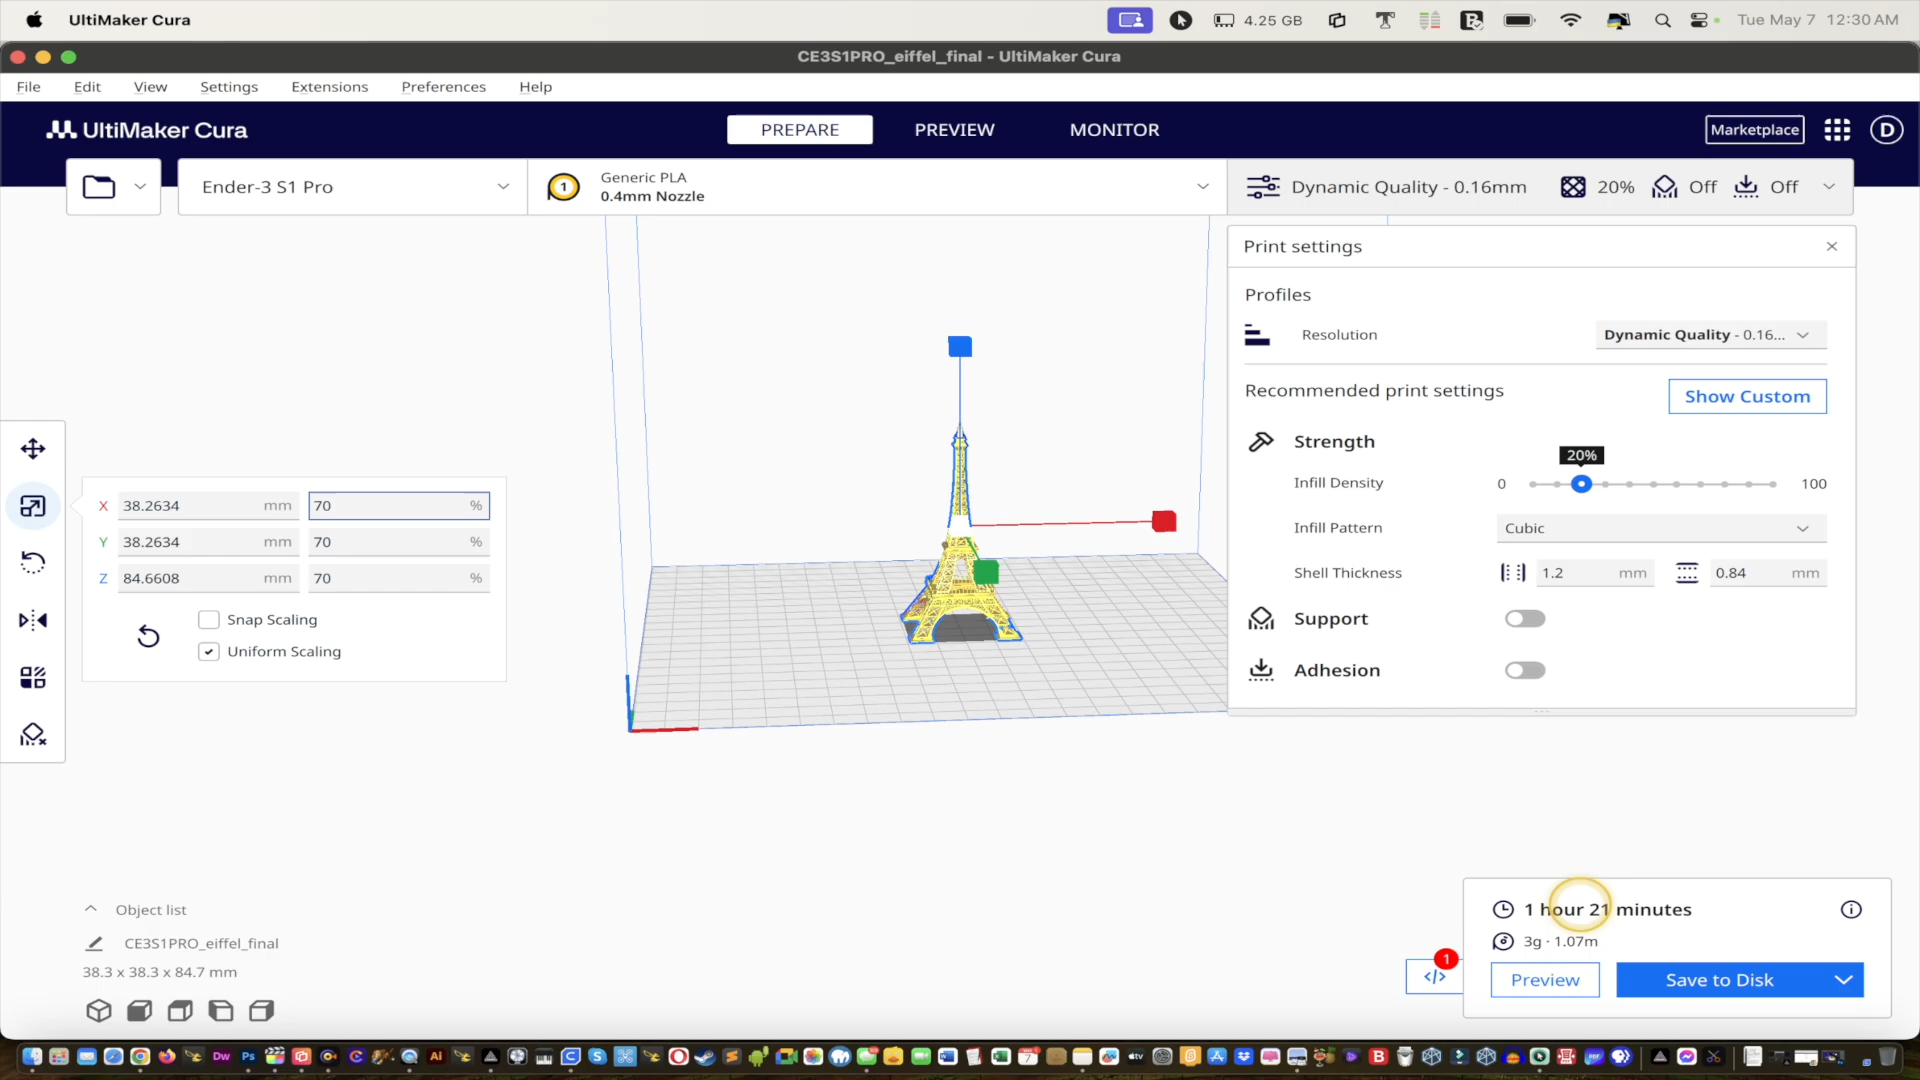 UltiMaker Cura
4.25 GB
Tue May 7 12:30 AM
CE3S1PRO_eiffel_final - UltiMaker Cura
File Edit View Settings Extensions Preferences Help
UltiMaker Cura
PREPARE PREVIEW MONITOR
Marketplace
D
Ender-3 S1 Pro
1
Generic PLA
0.4mm Nozzle
Dynamic Quality - 0.16mm 20% Off Off
Print settings
Profiles
Resolution Dynamic Quality - 0.16...
Recommended print settings
Show Custom
Strength
20%
Infill Density 0 100
Infill Pattern Cubic
Shell Thickness 1.2 mm 0.84 mm
Support
Adhesion
X 38.2634 mm 70 %
Y 38.2634 mm 70 %
Z 84.6608 mm 70 %
Snap Scaling
Uniform Scaling
Object list
CE3S1PRO_eiffel_final
38.3 x 38.3 x 84.7 mm
1 hour 21 minutes
3g · 1.07m
1
</>
Preview
Save to Disk
Dw Ps Ai